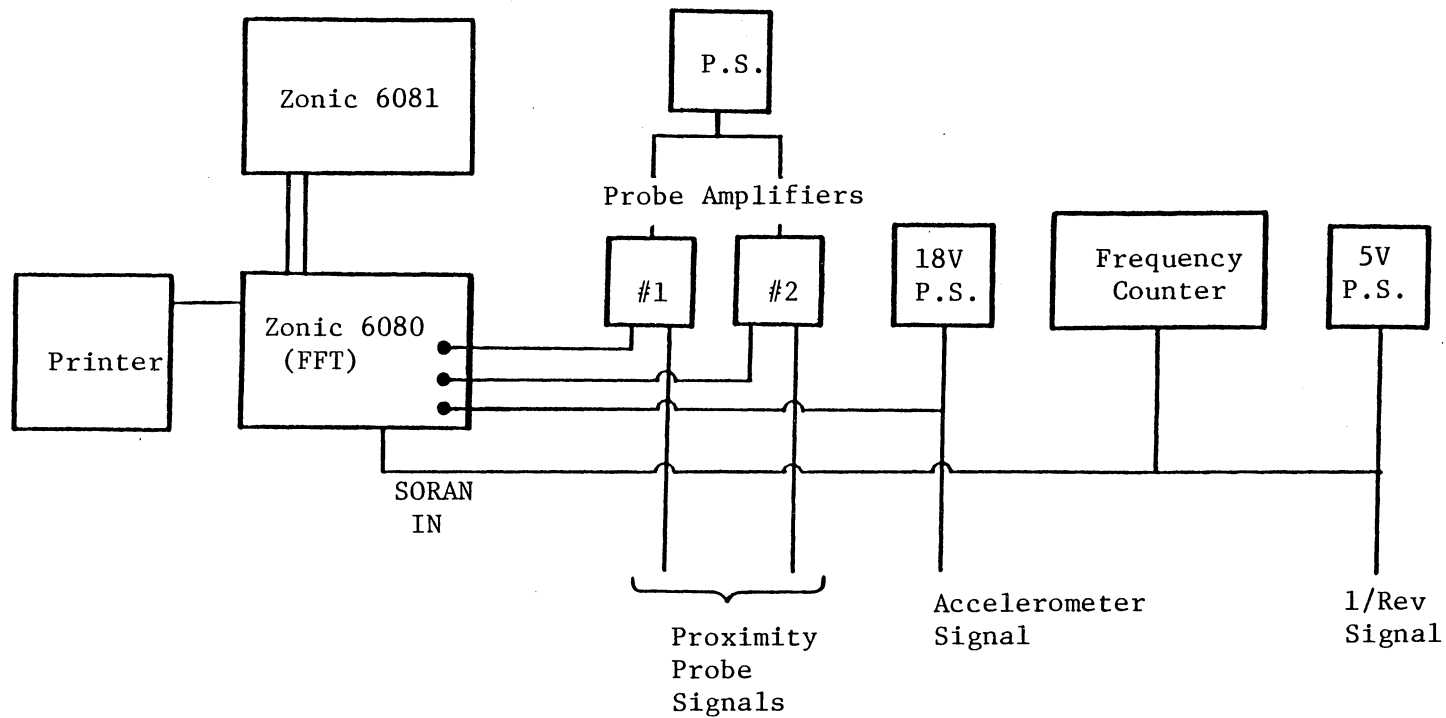 Zonic 6081
P.S.
Probe Amplifiers
#1
#2
18V
P.S.
Frequency
Counter
5V
P.S.
Printer
Zonic 6080
(FFT)
SORAN
IN
Proximity
Probe
Signals
Accelerometer
Signal
1/Rev
Signal